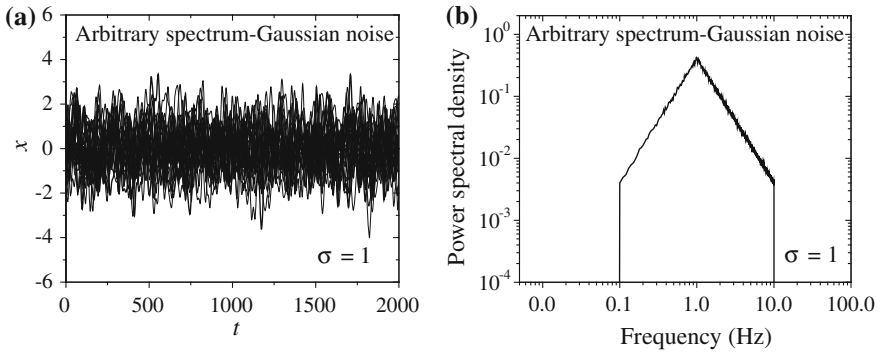 (a)
Arbitrary spectrum-Gaussian noise
6
4
2
0
-2
-4
-6
x
σ = 1
0
500
1000
1500
2000
t
(b)
Arbitrary spectrum-Gaussian noise
10^0
10^-1
10^-2
10^-3
10^-4
Power spectral density
σ = 1
0.0
0.1
1.0
10.0
100.0
Frequency (Hz)